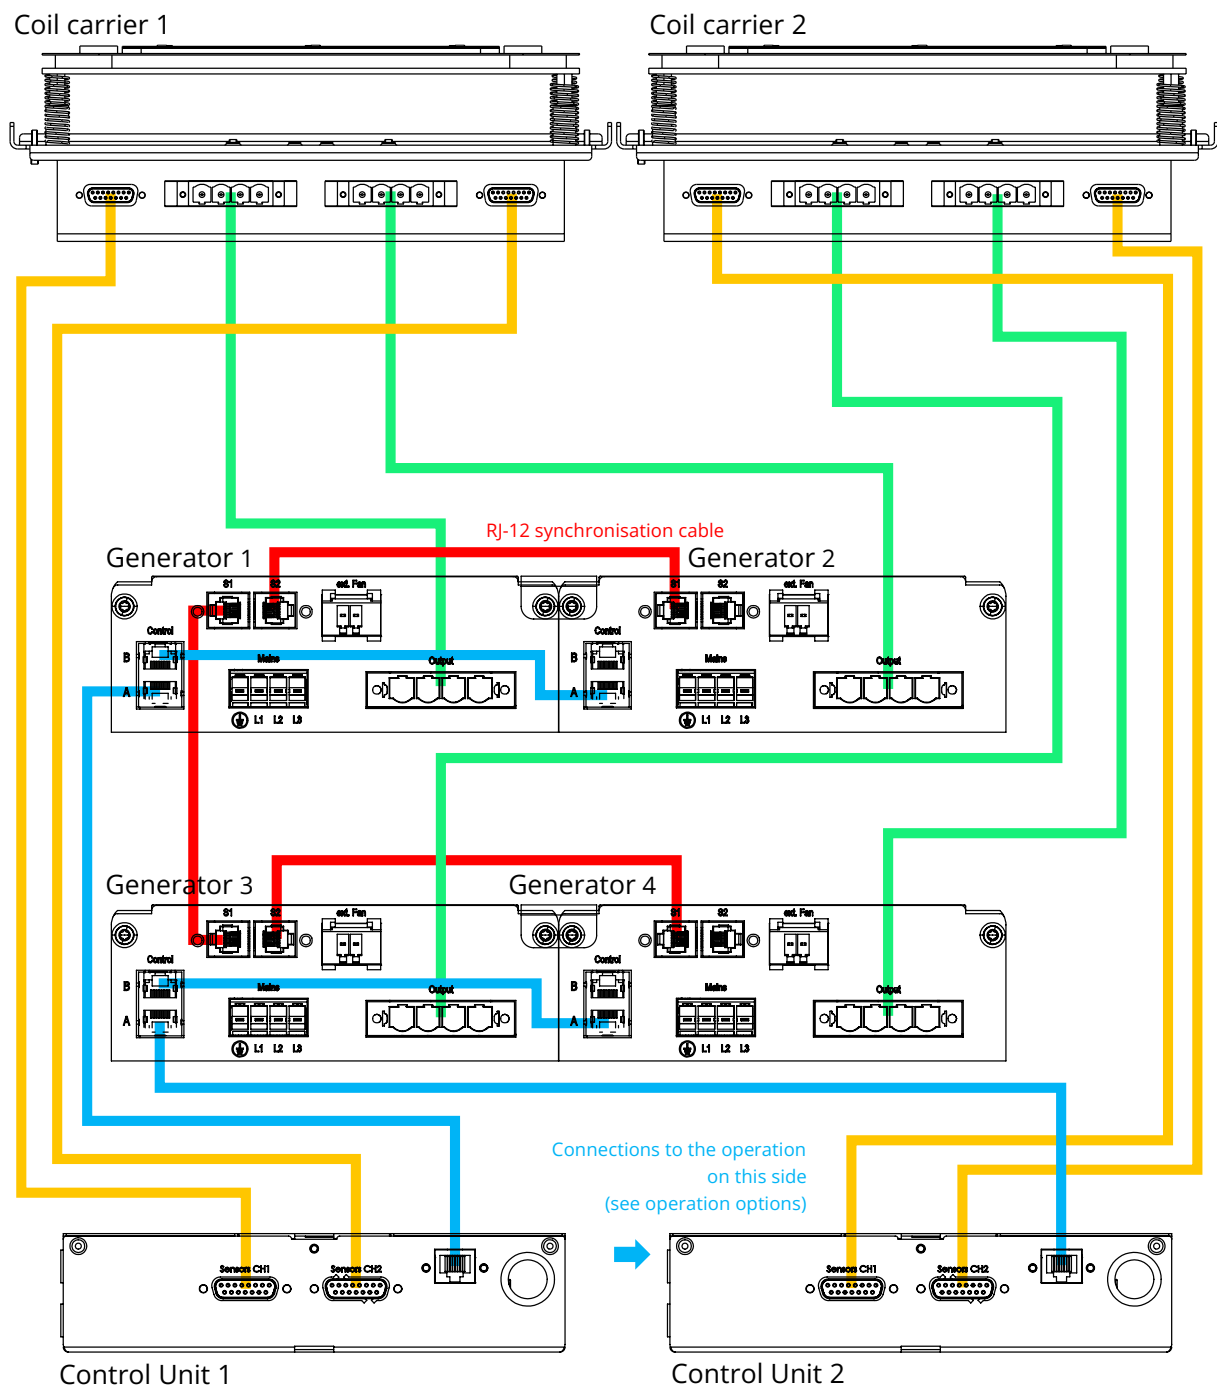 Coil carrier 1
Coil carrier 2
RJ-12 synchronisation cable
Generator 1
Generator 2
S1
S2
ext. Fan
S1
S2
ext. Fan
Control
Control
B
Mains
Output
B
Mains
Output
A
A
L1 L2 L3
L1 L2 L3
Generator 3
Generator 4
S1
S2
ext. Fan
S1
S2
ext. Fan
Control
Control
B
Mains
Output
B
Mains
Output
A
A
L1 L2 L3
L1 L2 L3
Connections to the operation
on this side
(see operation options)
Sensors CH1
Sensors CH2
Sensors CH1
Sensors CH2
Control Unit 1
Control Unit 2